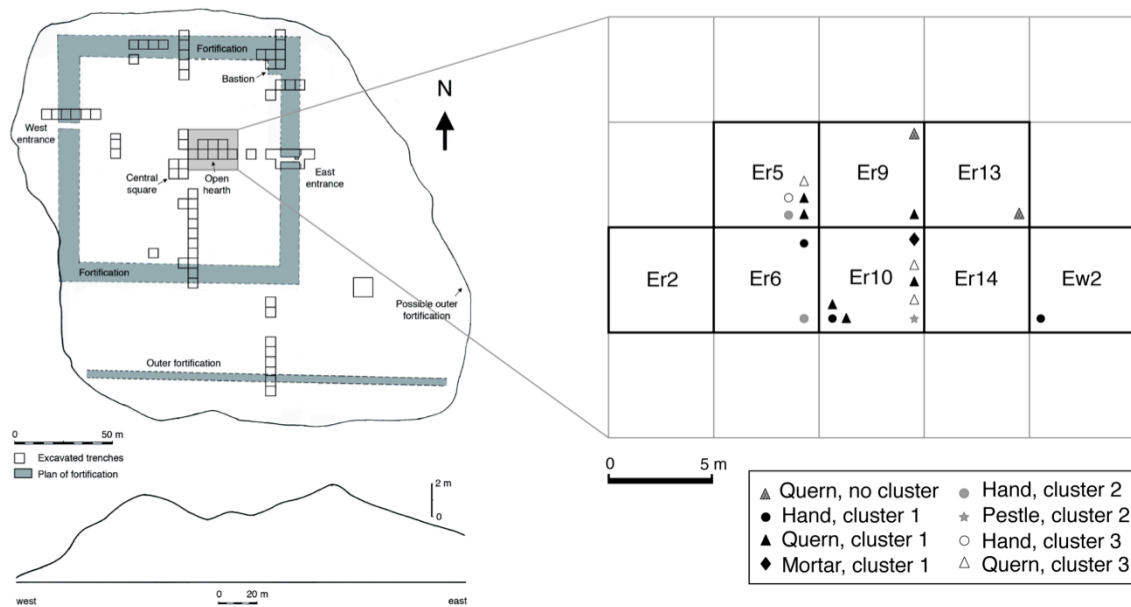 Fortification
Bastion
N
West
entrance
Central
square
Open
hearth
East
entrance
Fortification
Possible outer
fortification
Outer fortification
0 50 m
Excavated trenches
Plan of fortification
2 m
0
west
0 20 m
east
Er5
Er9
Er13
Er2
Er6
Er10
Er14
Ew2
0 5 m
Quern, no cluster
Hand, cluster 1
Quern, cluster 1
Mortar, cluster 1
Hand, cluster 2
Pestle, cluster 2
Hand, cluster 3
Quern, cluster 3